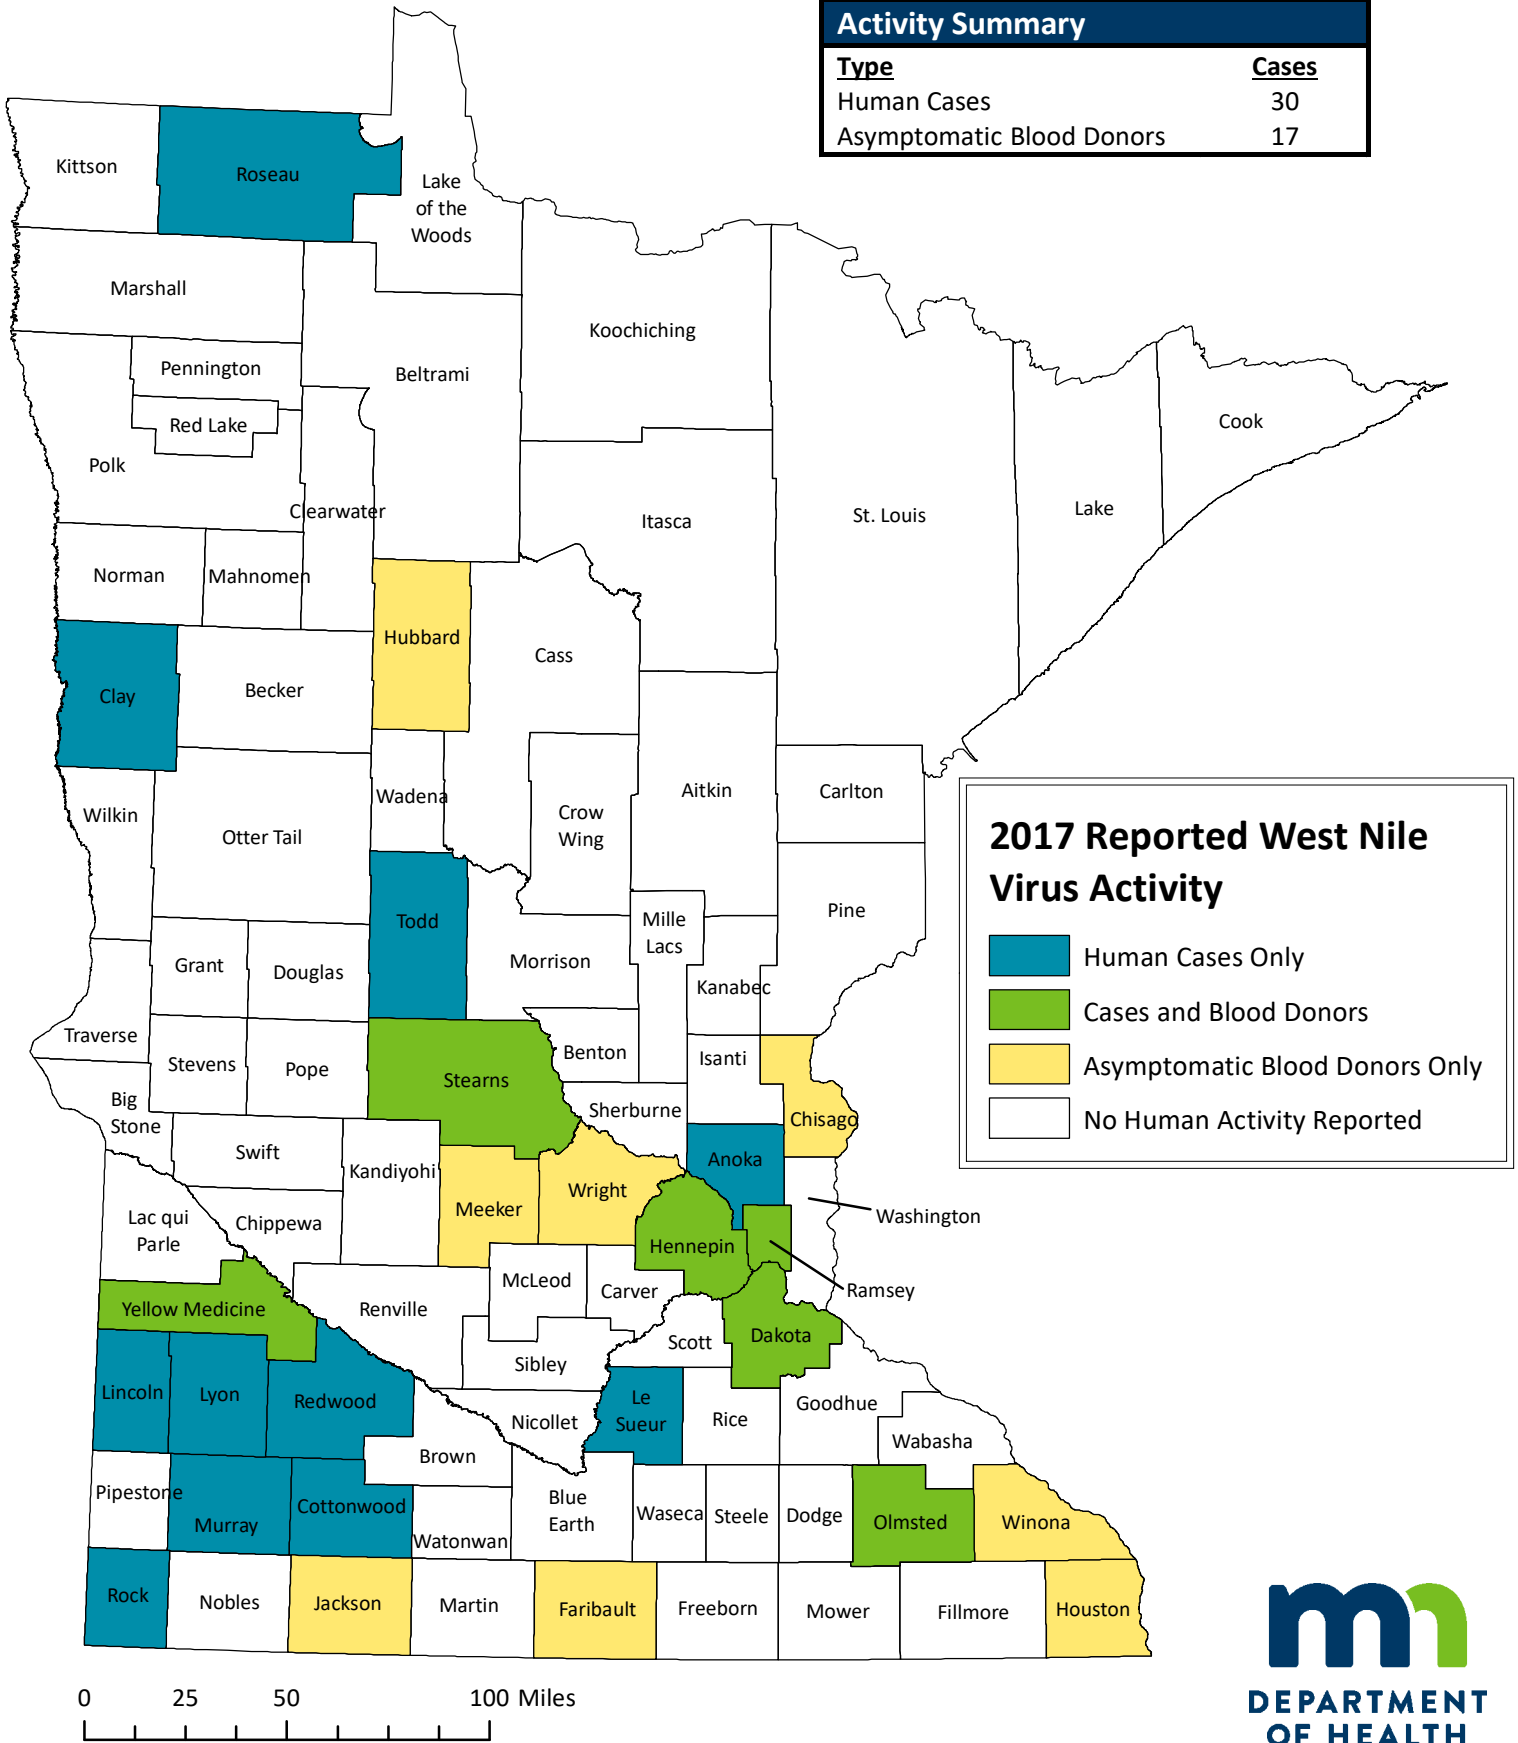 Activity Summary
Type Cases
Human Cases 30
Asymptomatic Blood Donors 17
Kittson
Roseau
Lake
of the
Woods
Marshall
Koochiching
Pennington
Beltrami
Red Lake
Cook
Polk
Clearwater
Itasca
St. Louis
Lake
Norman
Mahnomen
Hubbard
Cass
Clay
Becker
Wadena
Aitkin
Carlton
Wilkin
Otter Tail
Crow
Wing
2017 Reported West Nile
Virus Activity
Human Cases Only
Cases and Blood Donors
Asymptomatic Blood Donors Only
No Human Activity Reported
Todd
Mille
Lacs
Pine
Grant
Douglas
Morrison
Kanabec
Traverse
Stevens
Pope
Benton
Isanti
Stearns
Big
Stone
Sherburne
Chisago
Swift
Kandiyohi
Anoka
Meeker
Wright
Lac qui
Parle
Chippewa
Washington
Hennepin
McLeod
Carver
Ramsey
Yellow Medicine
Renville
Scott
Dakota
Sibley
Lincoln
Lyon
Redwood
Le
Sueur
Goodhue
Nicollet
Rice
Brown
Wabasha
Pipestone
Murray
Cottonwood
Blue
Earth
Watonwan
Waseca
Steele
Dodge
Olmsted
Winona
Rock
Nobles
Jackson
Martin
Faribault
Freeborn
Mower
Fillmore
Houston
0 25 50 100 Miles
mn
DEPARTMENT
OF HEALTH